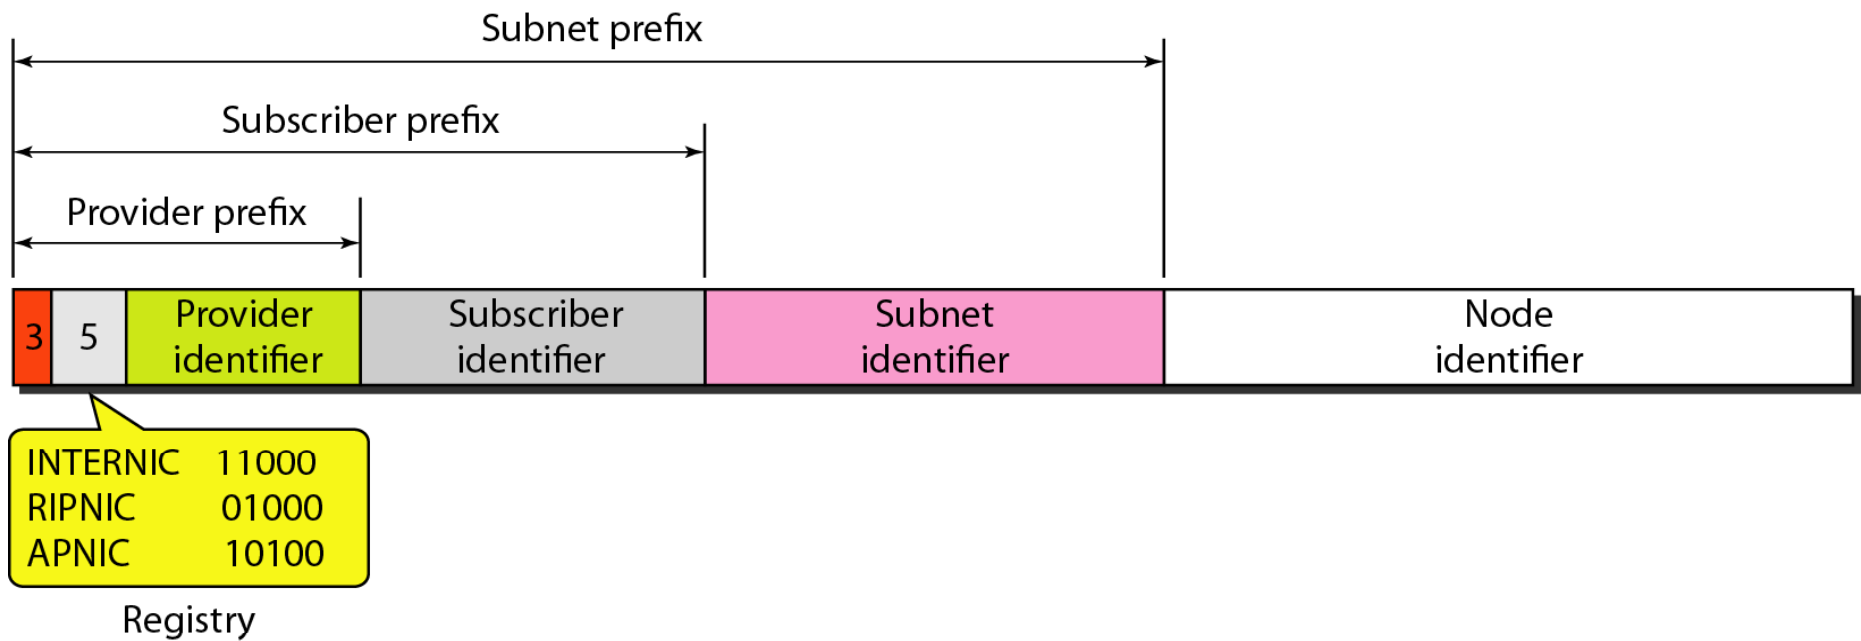 Subnet prefix
Subscriber prefix
Provider prefix
3
5
Provider
identifier
Subscriber
identifier
Subnet
identifier
Node
identifier
INTERNIC 11000
RIPNIC 01000
APNIC 10100
Registry